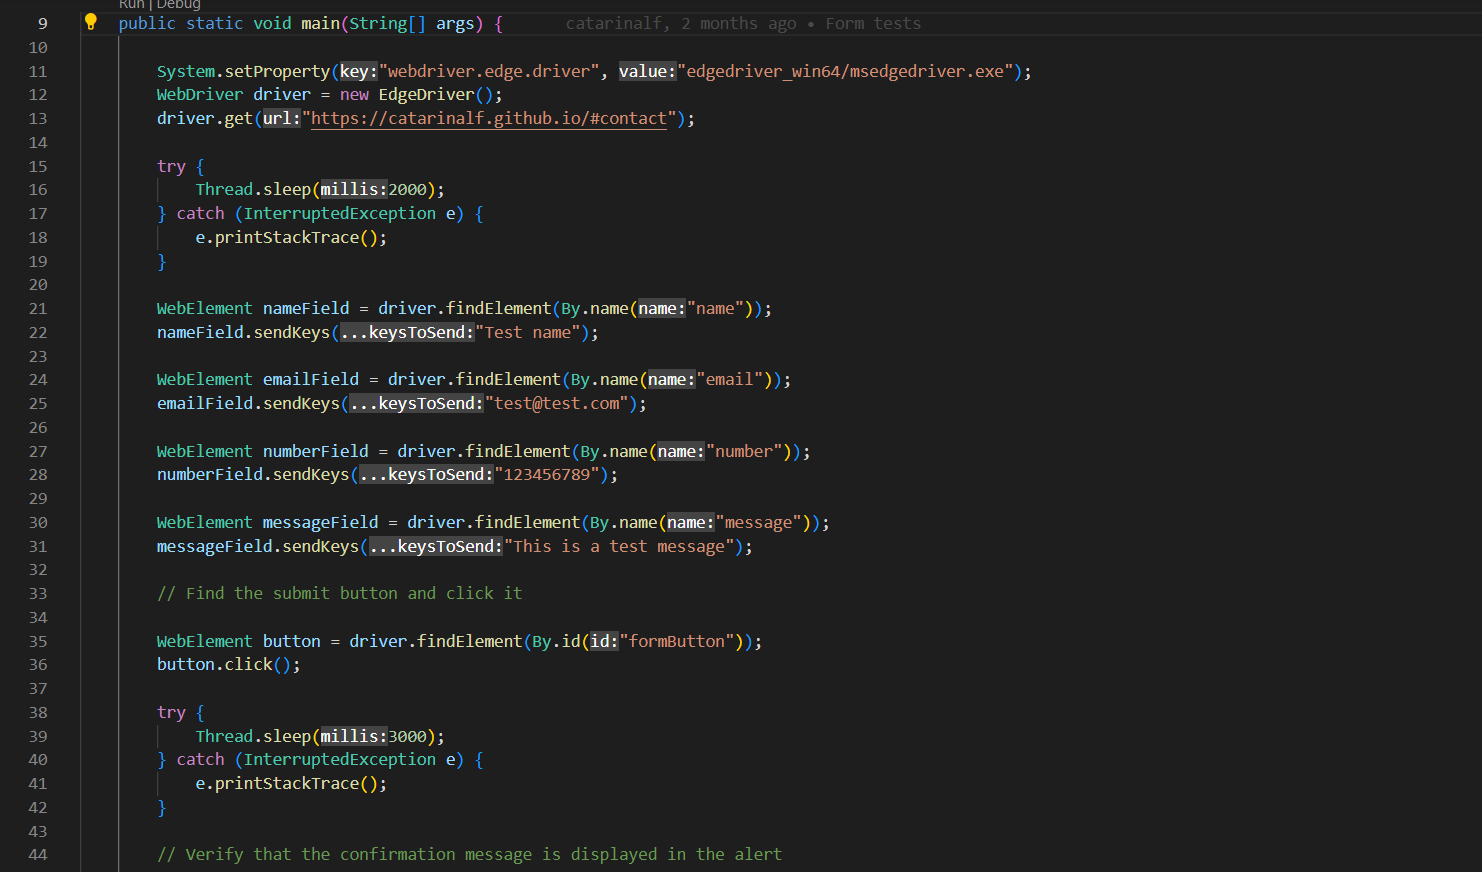 Run | Debug
9 public static void main(String[] args) { catarinalf, 2 months ago • Form tests
10
11 System.setProperty(key:"webdriver.edge.driver", value:"edgedriver_win64/msedgedriver.exe");
12 WebDriver driver = new EdgeDriver();
13 driver.get(url:"https://catarinalf.github.io/#contact");
14
15 try {
16 Thread.sleep(millis:2000);
17 } catch (InterruptedException e) {
18 e.printStackTrace();
19 }
20
21 WebElement nameField = driver.findElement(By.name(name:"name"));
22 nameField.sendKeys(...keysToSend:"Test name");
23
24 WebElement emailField = driver.findElement(By.name(name:"email"));
25 emailField.sendKeys(...keysToSend:"test@test.com");
26
27 WebElement numberField = driver.findElement(By.name(name:"number"));
28 numberField.sendKeys(...keysToSend:"123456789");
29
30 WebElement messageField = driver.findElement(By.name(name:"message"));
31 messageField.sendKeys(...keysToSend:"This is a test message");
32
33 // Find the submit button and click it
34
35 WebElement button = driver.findElement(By.id(id:"formButton"));
36 button.click();
37
38 try {
39 Thread.sleep(millis:3000);
40 } catch (InterruptedException e) {
41 e.printStackTrace();
42 }
43
44 // Verify that the confirmation message is displayed in the alert